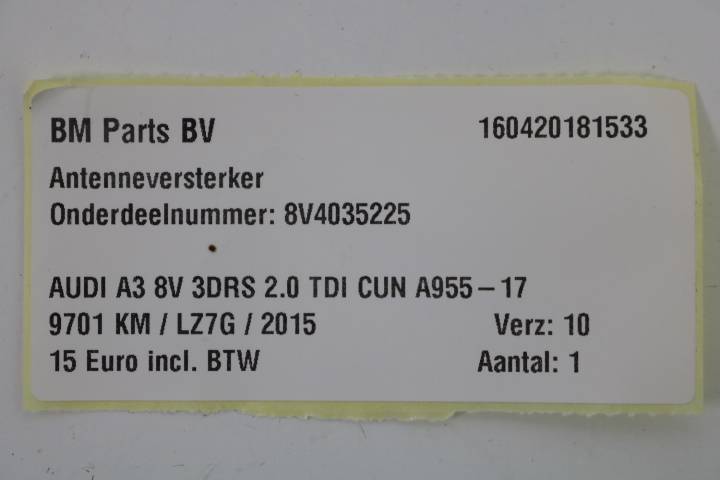 BM Parts BV 160420181533
Antenneversterker
Onderdeelnummer: 8V4035225
AUDI A3 8V 3DRS 2.0 TDI CUN A955-17
9701 KM / LZ7G / 2015 Verz: 10
15 Euro incl. BTW Aantal: 1